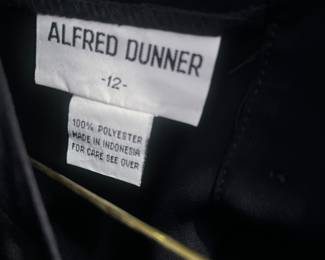 ALFRED DUNNER
-12-
100% POLYESTER
MADE IN INDONESIA
FOR CARE SEE OVER